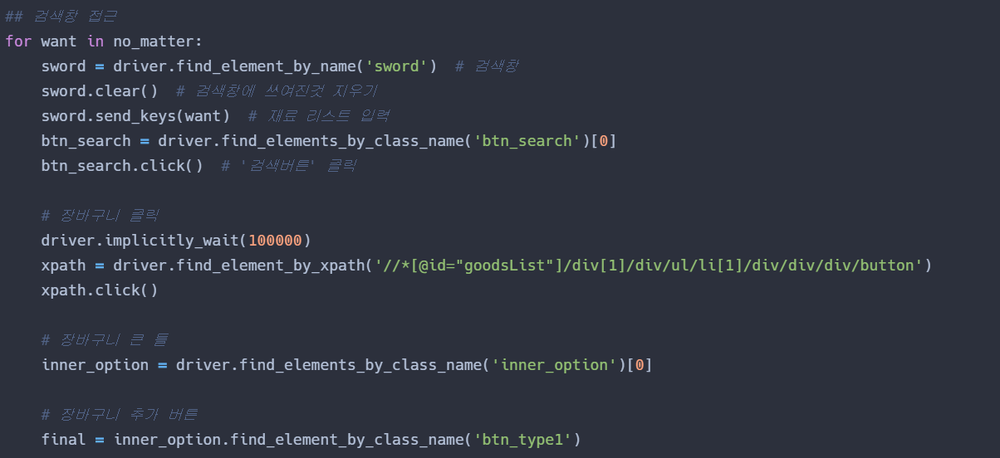 ## 검색창 접근
for want in no_matter:
    sword = driver.find_element_by_name('sword')  # 검색창
    sword.clear()  # 검색창에 쓰여진것 지우기
    sword.send_keys(want)  # 재료 리스트 입력
    btn_search = driver.find_elements_by_class_name('btn_search')[0]
    btn_search.click()  # '검색버튼' 클릭
    # 장바구니 클릭
    driver.implicitly_wait(100000)
    xpath = driver.find_element_by_xpath('//*[@id="goodsList"]/div[1]/div/ul/li[1]/div/div/div/button')
    xpath.click()
    # 장바구니 큰 틀
    inner_option = driver.find_elements_by_class_name('inner_option')[0]
    # 장바구니 추가 버튼
    final = inner_option.find_element_by_class_name('btn_type1')